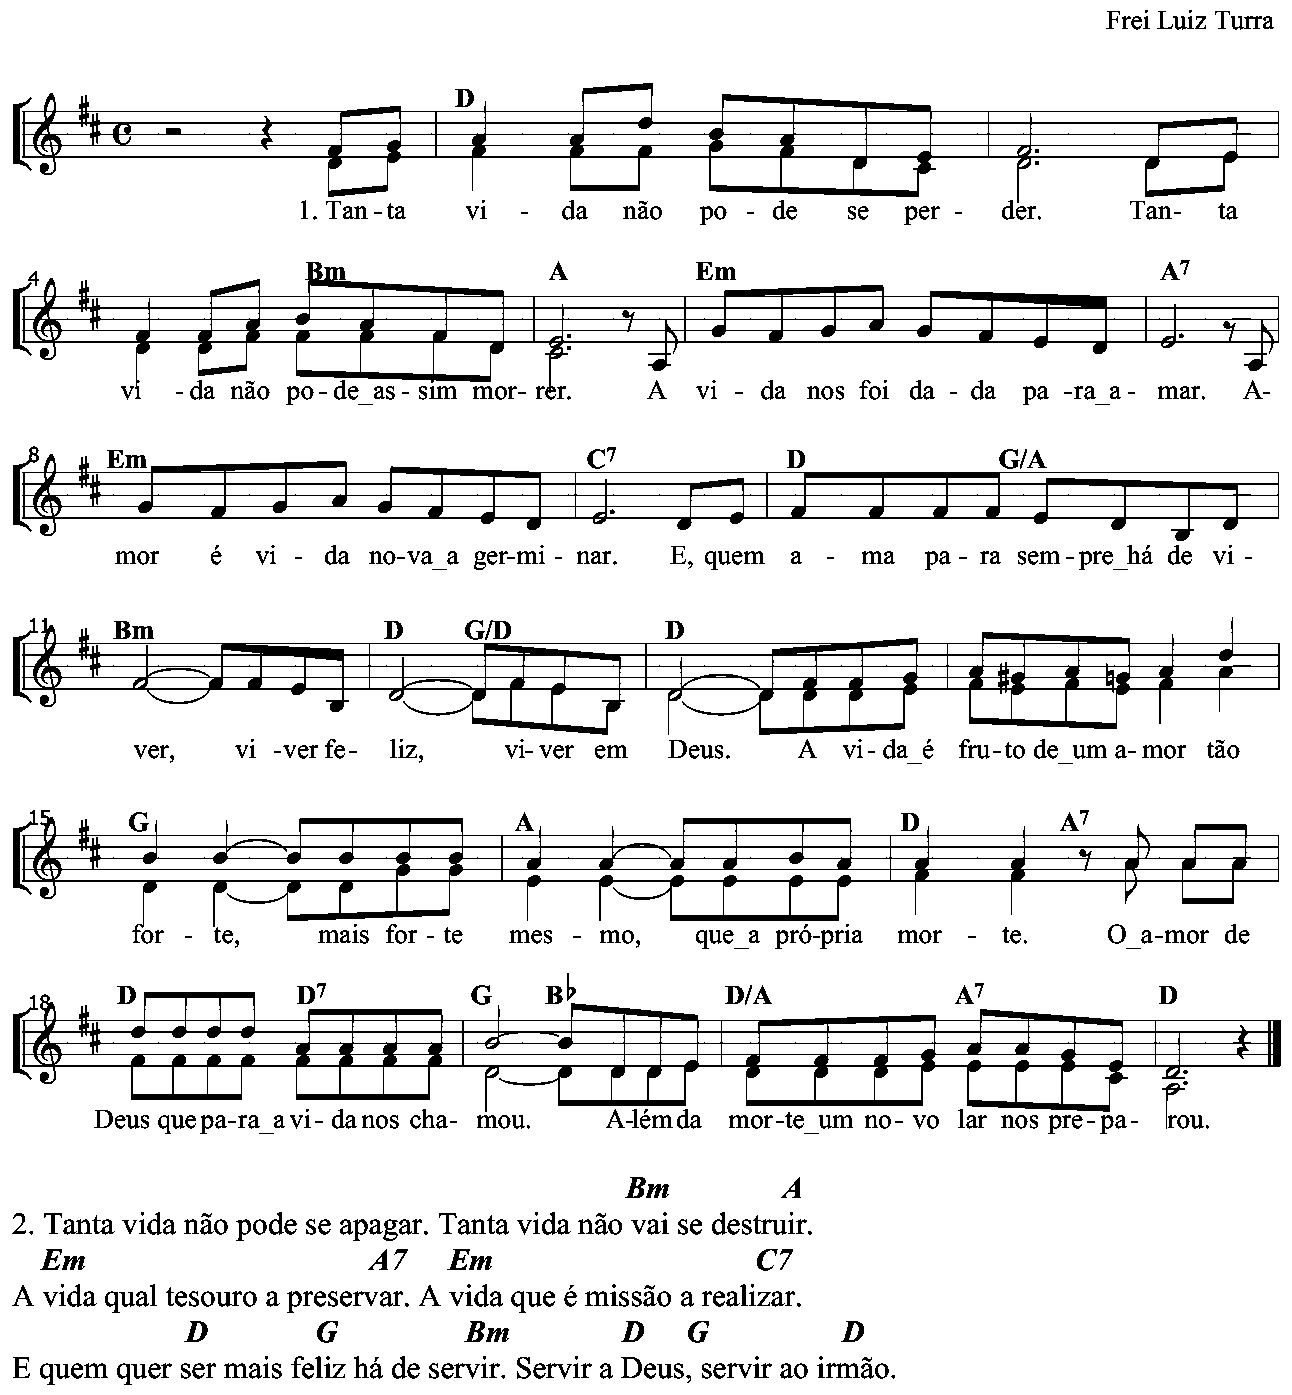 Frei Luiz Turra
D
1. Tan - ta vi - da não po - de se per - der. Tan - ta
4 Bm A Em A7
vi - da não po - de_as - sim mor - rer. A vi - da nos foi da - da pa - ra_a - mar. A -
8 Em C7 D G/A
mor é vi - da no - va_a ger - mi - nar. E, quem a - ma pa - ra sem - pre_há de vi -
11 Bm D G/D D
ver, vi - ver fe - liz, vi - ver em Deus. A vi - da_é fru - to de_um a - mor tão
15 G A D A7
for - te, mais for - te mes - mo, que_a pró - pria mor - te. O_a - mor de
18 D D7 G B♭ D/A A7 D
Deus que pa - ra_a vi - da nos cha - mou. A - lém da mor - te_um no - vo lar nos pre - pa - rou.
Bm A
2. Tanta vida não pode se apagar. Tanta vida não vai se destruir.
Em A7 Em C7
A vida qual tesouro a preservar. A vida que é missão a realizar.
D G Bm D G D
E quem quer ser mais feliz há de servir. Servir a Deus, servir ao irmão.